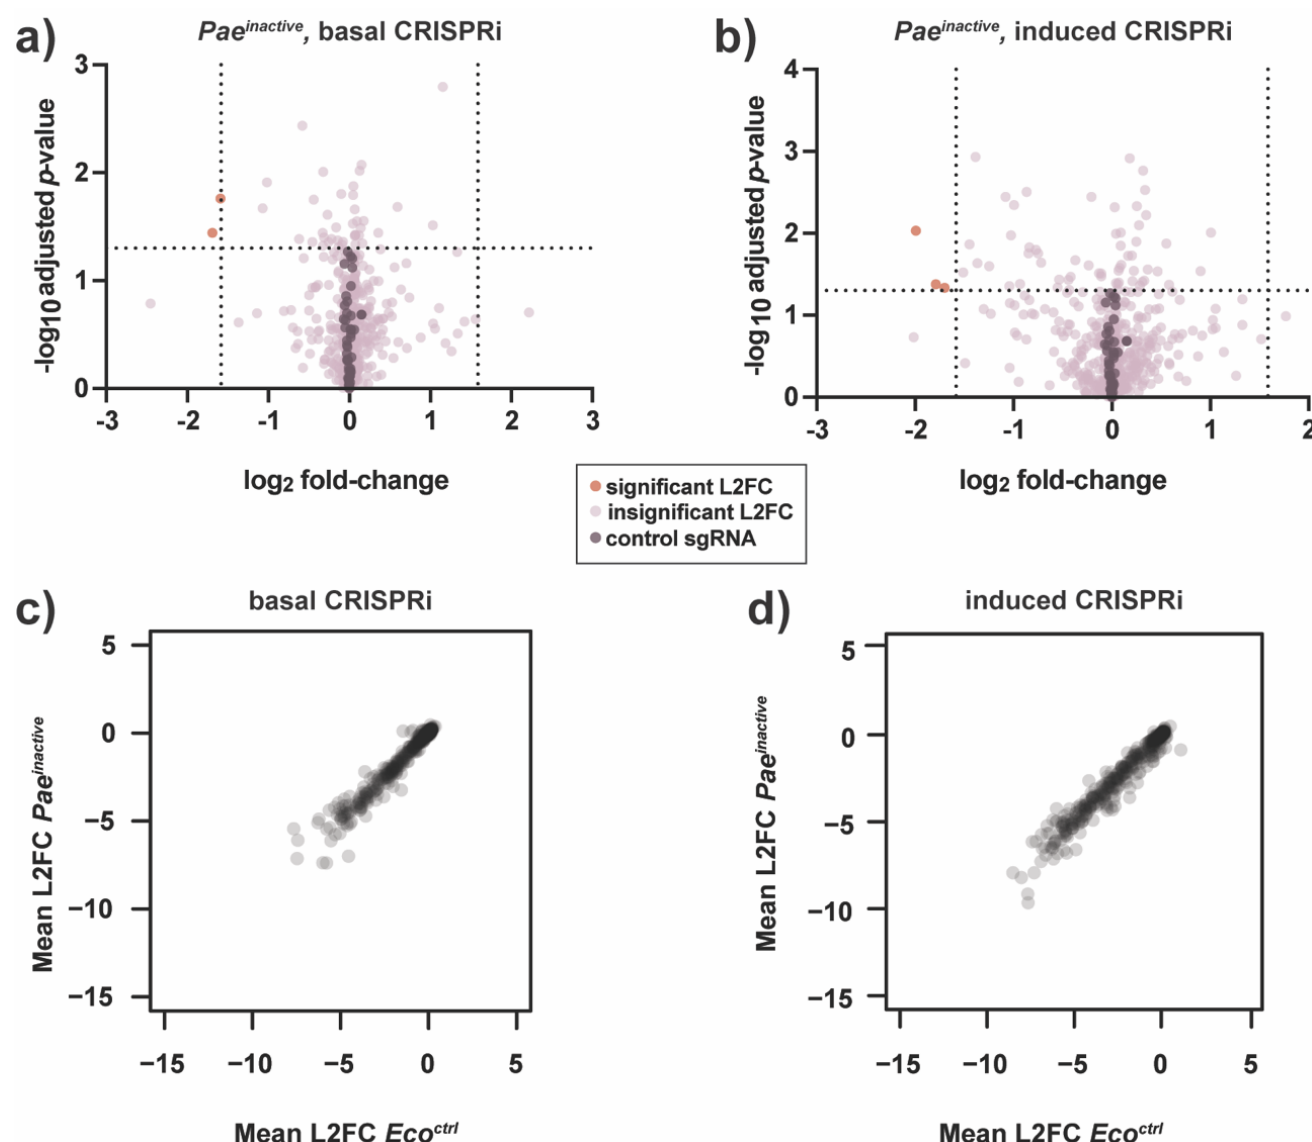 a)
Pae^inactive, basal CRISPRi
-log10 adjusted p-value
3
2
1
0
-3
-2
-1
0
1
2
3
log2 fold-change
b)
Pae^inactive, induced CRISPRi
-log10 adjusted p-value
4
3
2
1
0
-3
-2
-1
0
1
2
log2 fold-change
significant L2FC
insignificant L2FC
control sgRNA
c)
basal CRISPRi
Mean L2FC Pae^inactive
5
0
−5
−10
−15
−15
−10
−5
0
5
Mean L2FC Eco^ctrl
d)
induced CRISPRi
Mean L2FC Pae^inactive
5
0
−5
−10
−15
−15
−10
−5
0
5
Mean L2FC Eco^ctrl